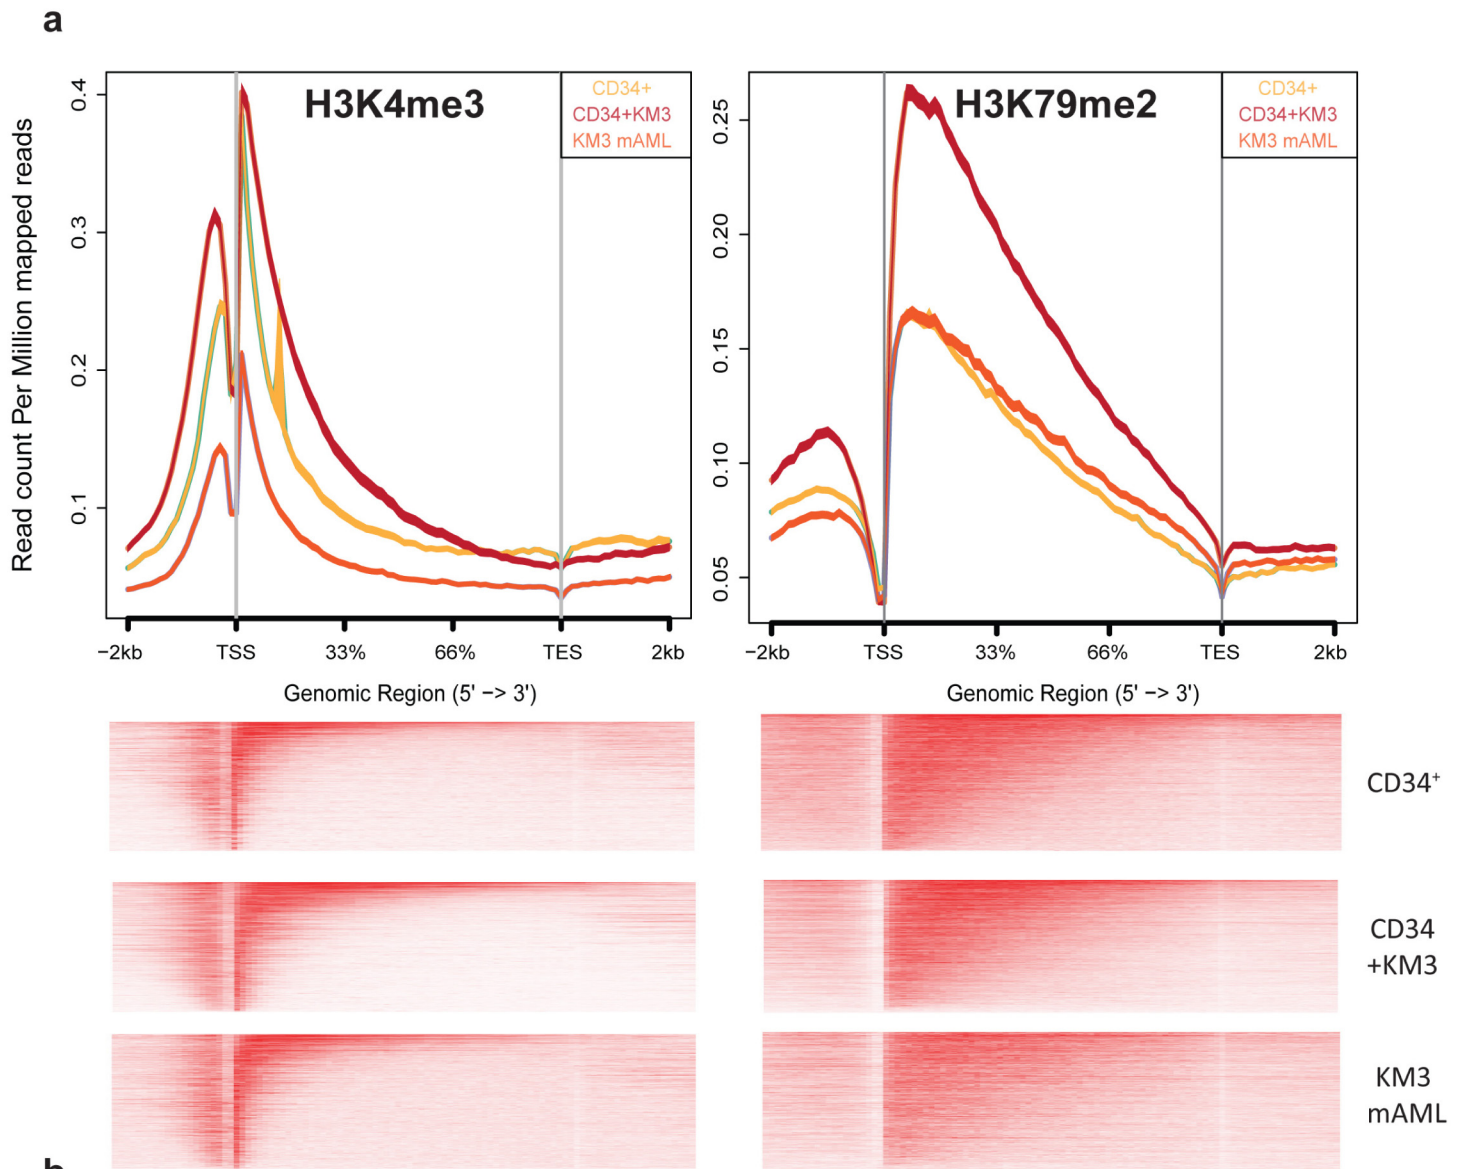 a
Read count Per Million mapped reads
0.4
0.3
0.2
0.1
H3K4me3
CD34+
CD34+KM3
KM3 mAML
−2kb TSS 33% 66% TES 2kb
Genomic Region (5' −> 3')
0.25
0.20
0.15
0.10
0.05
H3K79me2
CD34+
CD34+KM3
KM3 mAML
−2kb TSS 33% 66% TES 2kb
Genomic Region (5' −> 3')
CD34⁺
CD34
+KM3
KM3
mAML